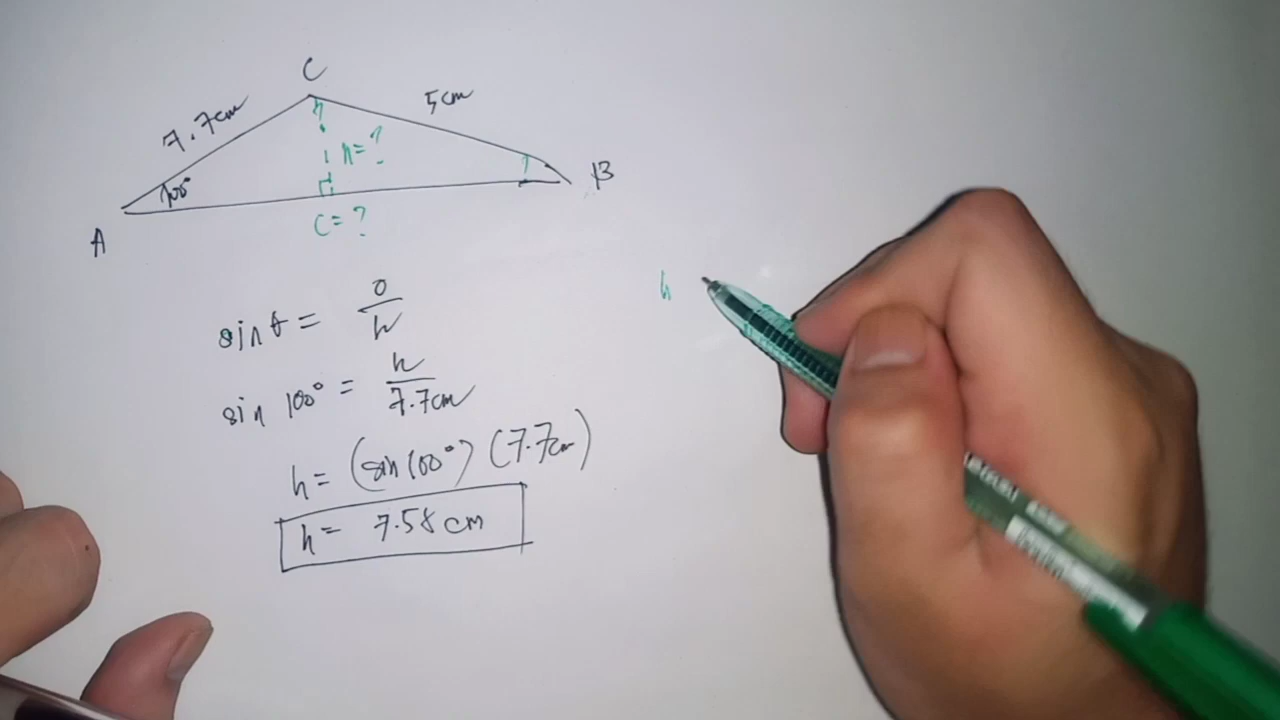 C
7.7cm
5cm
h=?
?
?
100°
B
A
C=?
sin θ = o/h
sin 100° = h/7.7cm
h = (sin 100°) (7.7cm)
h = 7.58 cm
h